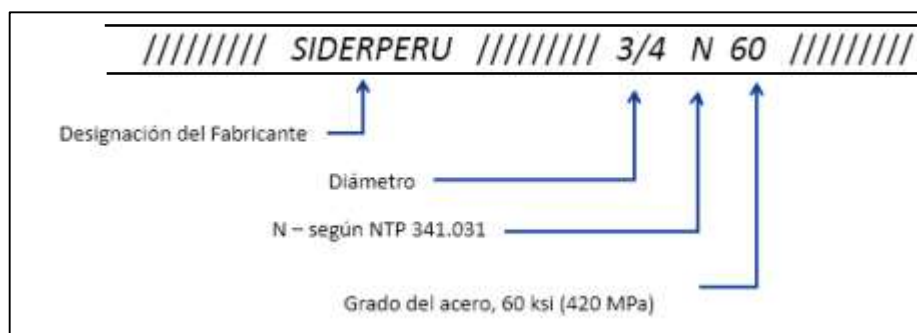 ///////// SIDERPERU ///////// 3/4 N 60 /////////
Designación del Fabricante
Diámetro
N – según NTP 341.031
Grado del acero, 60 ksi (420 MPa)